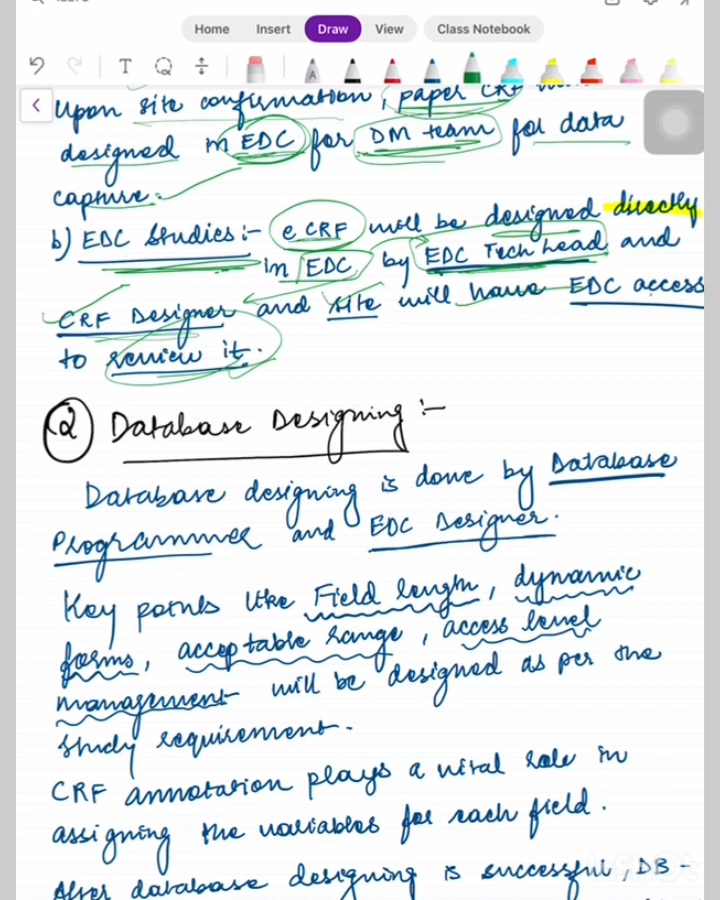 Home Insert Draw View Class Notebook
Upon site confirmation, paper CRF
designed in EDC for DM team for data
capture.
b) EDC Studies:- e CRF will be designed directly
in EDC by EDC Tech head and
CRF Designer and site will have EDC access
to review it.
Q Database Designing :-
Database designing is done by Database
Programmer and EDC Designer.
Key points like Field length, dynamic
forms, acceptable range, access level
management will be designed as per the
study requirement.
CRF annotation plays a vital role in
assigning the variables for each field.
After database designing is successful, DB-